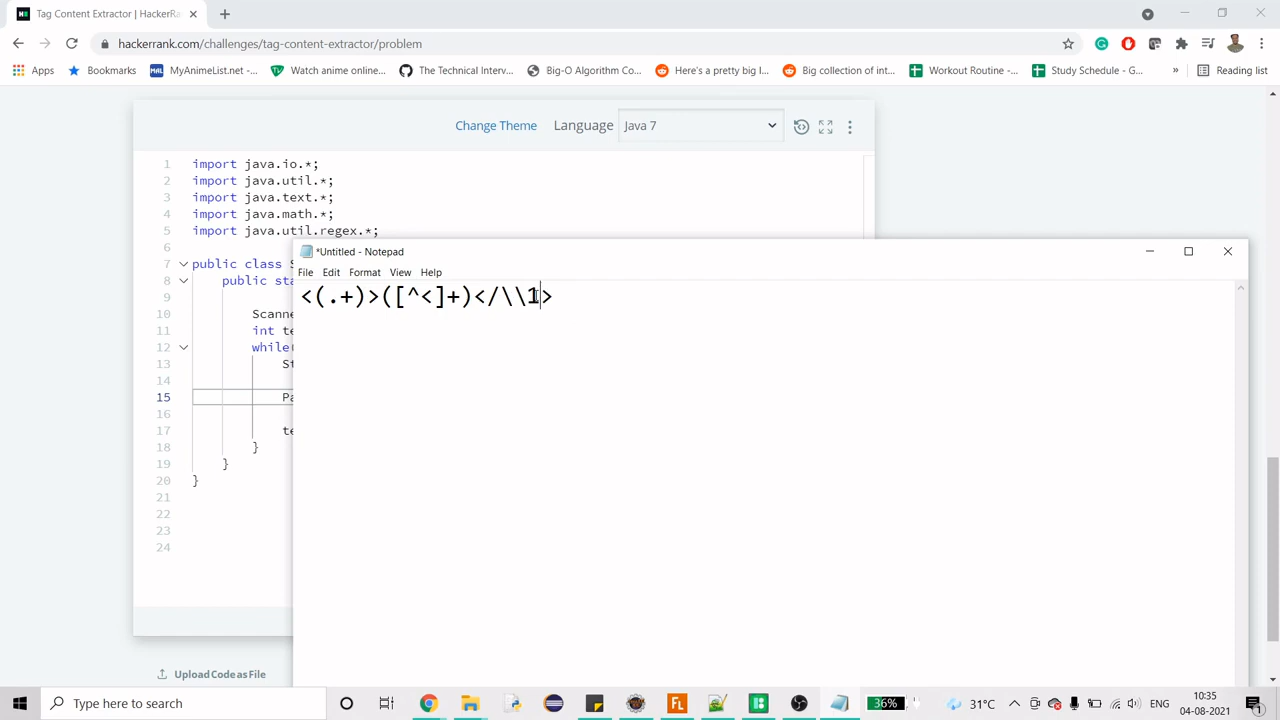 Tag Content Extractor | HackerRa
hackerrank.com/challenges/tag-content-extractor/problem
Apps Bookmarks MyAnimeList.net -... Watch anime online... The Technical Interv... Big-O Algorithm Co... Here's a pretty big l... Big collection of int... Workout Routine -... Study Schedule - G... » Reading list
Change Theme Language Java 7
1 import java.io.*;
2 import java.util.*;
3 import java.text.*;
4 import java.math.*;
5 import java.util.regex.*;
6
*Untitled - Notepad
7 public class S
File Edit Format View Help
8 public sta
<(.+)>([^<]+)</\\1>
9
10 Scanne
11 int te
12 while(
13 St
14
15 Pa
16
17 te
18 }
19 }
20 }
21
22
23
24
Upload Code as File
Type here to search
36%
31°C
ENG
10:35
04-08-2021
1